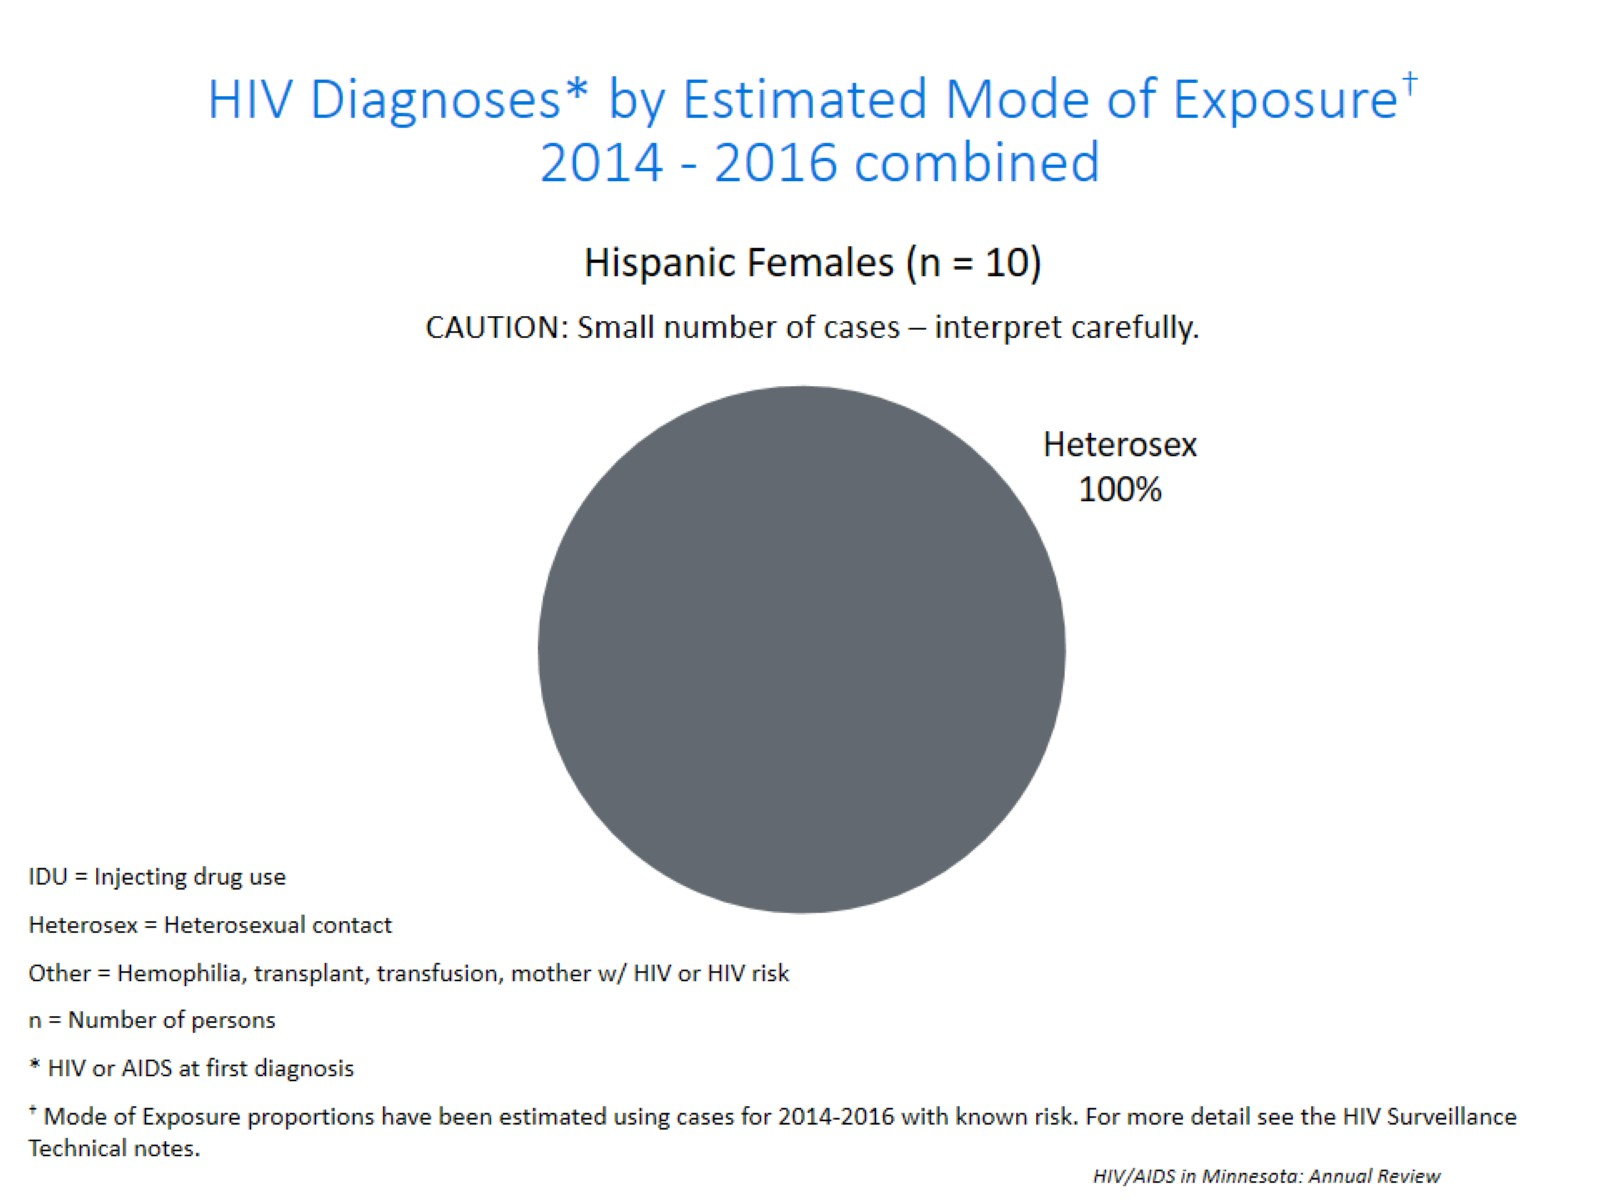 HIV Diagnoses* by Estimated Mode of Exposure†
2014 - 2016 combined
Hispanic Females (n = 10)
CAUTION: Small number of cases – interpret carefully.
Heterosex
100%
IDU = Injecting drug use
Heterosex = Heterosexual contact
Other = Hemophilia, transplant, transfusion, mother w/ HIV or HIV risk
n = Number of persons
* HIV or AIDS at first diagnosis
† Mode of Exposure proportions have been estimated using cases for 2014-2016 with known risk. For more detail see the HIV Surveillance
Technical notes.
HIV/AIDS in Minnesota: Annual Review